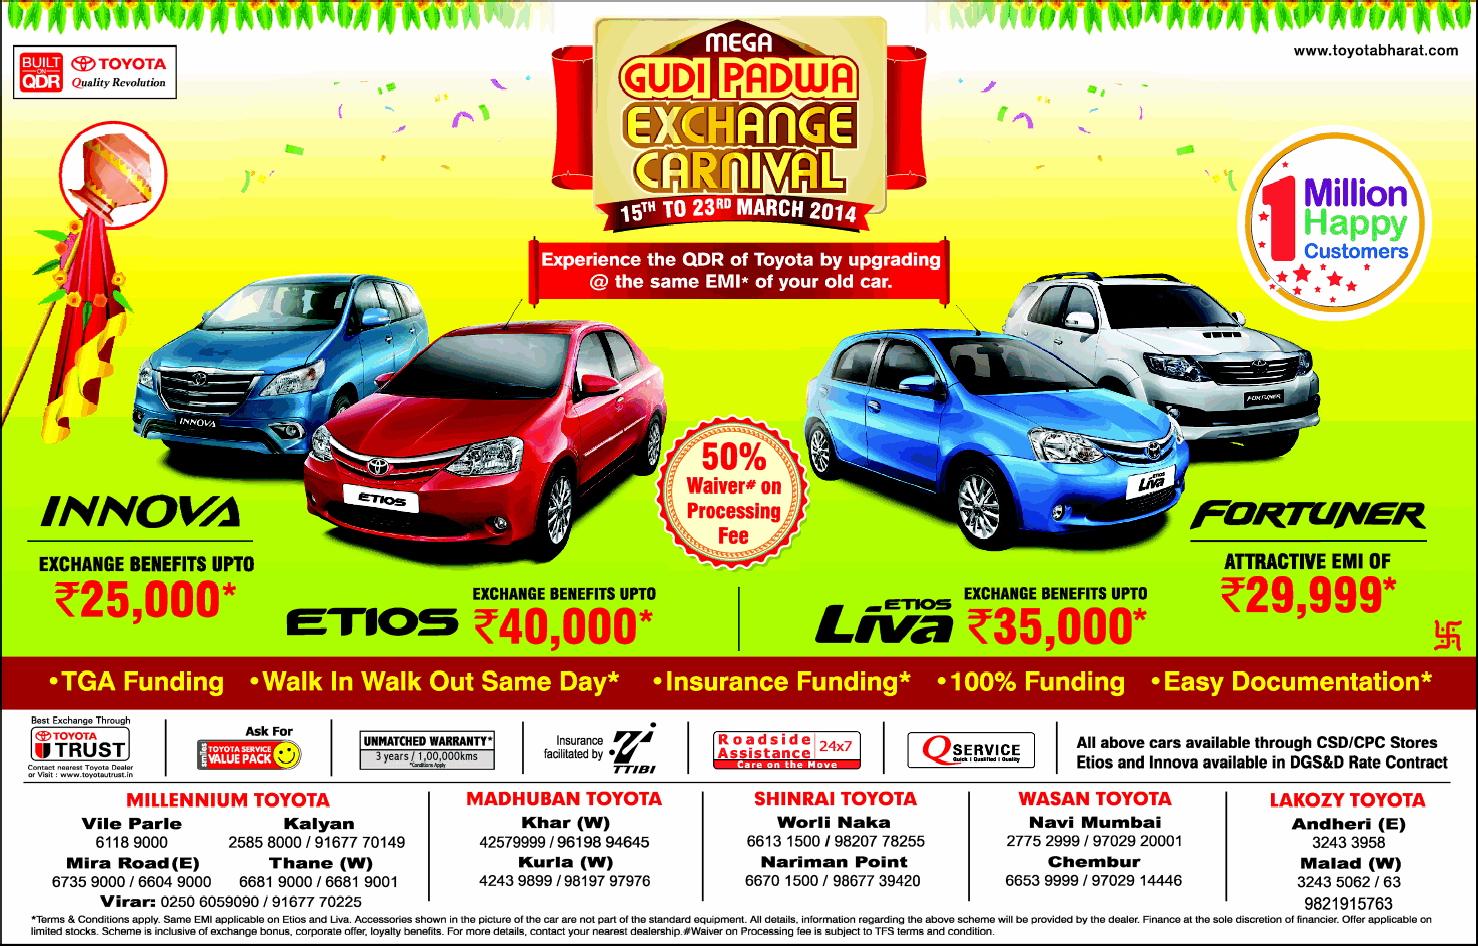 BUILT
ON
QDR
TOYOTA
Quality Revolution
MEGA
GUDI PADWA
EXCHANGE
CARNIVAL
15TH TO 23RD MARCH 2014
www.toyotabharat.com
1 Million
Happy
Customers
Experience the QDR of Toyota by upgrading
@ the same EMI* of your old car.
INNOVA
ETIOS
ETIOS
Liva
FORTUNER
50%
Waiver# on
Processing
Fee
INNOVA
EXCHANGE BENEFITS UPTO
₹25,000*
ETIOS
EXCHANGE BENEFITS UPTO
₹40,000*
ETIOS
Liva
EXCHANGE BENEFITS UPTO
₹35,000*
FORTUNER
ATTRACTIVE EMI OF
₹29,999*
•TGA Funding •Walk In Walk Out Same Day* •Insurance Funding* •100% Funding •Easy Documentation*
Best Exchange Through
TOYOTA
U TRUST
Contact nearest Toyota Dealer
or Visit : www.toyotautrust.in
Ask For
smiles
TOYOTA SERVICE
VALUE PACK
UNMATCHED WARRANTY*
3 years / 1,00,000kms
*Conditions Apply
Insurance
facilitated by
TTIBI
Roadside
Assistance
24x7
Care on the Move
Q SERVICE
Quick I Qualified I Quality
All above cars available through CSD/CPC Stores
Etios and Innova available in DGS&D Rate Contract
MILLENNIUM TOYOTA
Vile Parle
6118 9000
Kalyan
2585 8000 / 91677 70149
Mira Road(E)
6735 9000 / 6604 9000
Thane (W)
6681 9000 / 6681 9001
Virar: 0250 6059090 / 91677 70225
MADHUBAN TOYOTA
Khar (W)
42579999 / 96198 94645
Kurla (W)
4243 9899 / 98197 97976
SHINRAI TOYOTA
Worli Naka
6613 1500 / 98207 78255
Nariman Point
6670 1500 / 98677 39420
WASAN TOYOTA
Navi Mumbai
2775 2999 / 97029 20001
Chembur
6653 9999 / 97029 14446
LAKOZY TOYOTA
Andheri (E)
3243 3958
Malad (W)
3243 5062 / 63
9821915763
*Terms & Conditions apply. Same EMI applicable on Etios and Liva. Accessories shown in the picture of the car are not part of the standard equipment. All details, information regarding the above scheme will be provided by the dealer. Finance at the sole discretion of financier. Offer applicable on
limited stocks. Scheme is inclusive of exchange bonus, corporate offer, loyalty benefits. For more details, contact your nearest dealership.#Waiver on Processing fee is subject to TFS terms and condition.